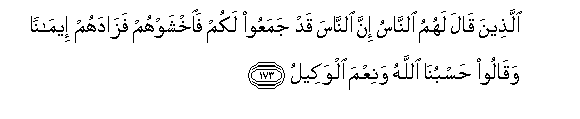 ٱلَّذِينَ قَالَ لَهُمُ ٱلنَّاسُ إِنَّ ٱلنَّاسَ قَدْ جَمَعُوا۟ لَكُمْ فَٱخْشَوْهُمْ فَزَادَهُمْ إِيمَـٰنًا
وَقَالُوا۟ حَسْبُنَا ٱللَّهُ وَنِعْمَ ٱلْوَكِيلُ ﴿١٧٣﴾